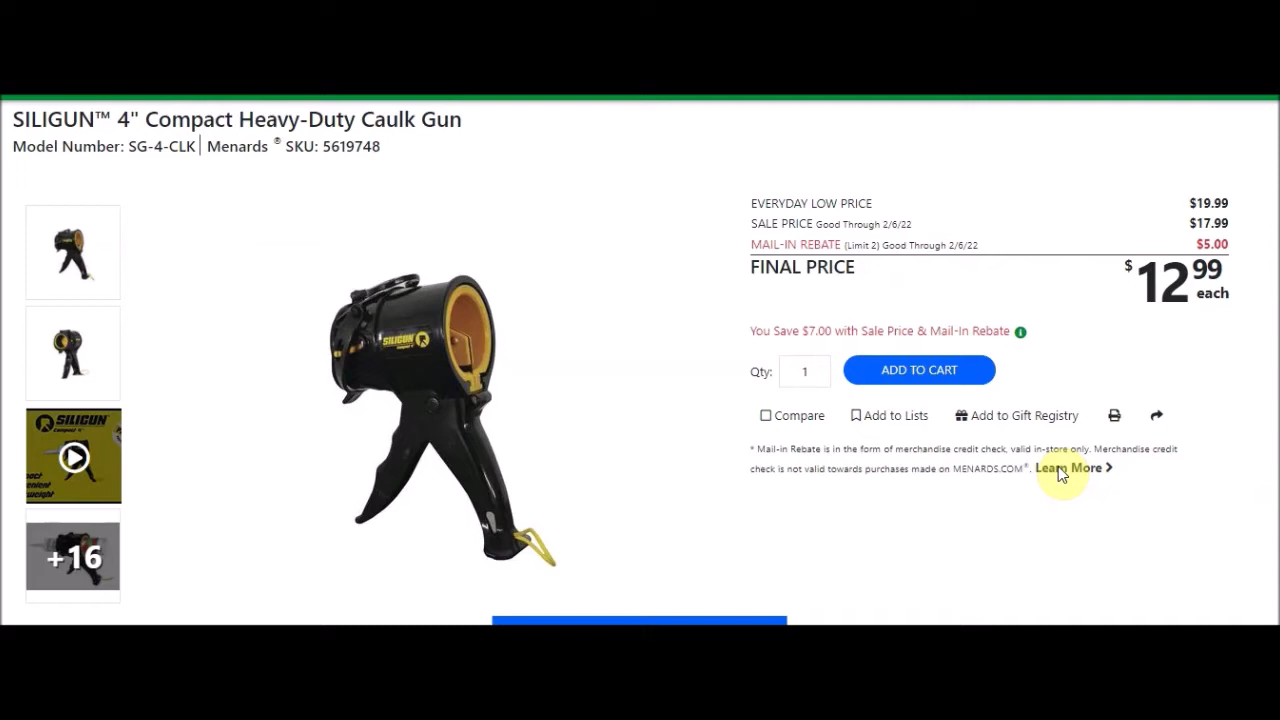 SILIGUN™ 4" Compact Heavy-Duty Caulk Gun
Model Number: SG-4-CLK | Menards ® SKU: 5619748
EVERYDAY LOW PRICE $19.99
SALE PRICE Good Through 2/6/22 $17.99
MAIL-IN REBATE (Limit 2) Good Through 2/6/22 $5.00
FINAL PRICE $12 99 each
You Save $7.00 with Sale Price & Mail-In Rebate
Qty: 1 ADD TO CART
Compare Add to Lists Add to Gift Registry
* Mail-in Rebate is in the form of merchandise credit check, valid in-store only. Merchandise credit
check is not valid towards purchases made on MENARDS.COM®. Learn More
SILIGUN
Compact 4"
SILIGUN
Compact 4"
+16